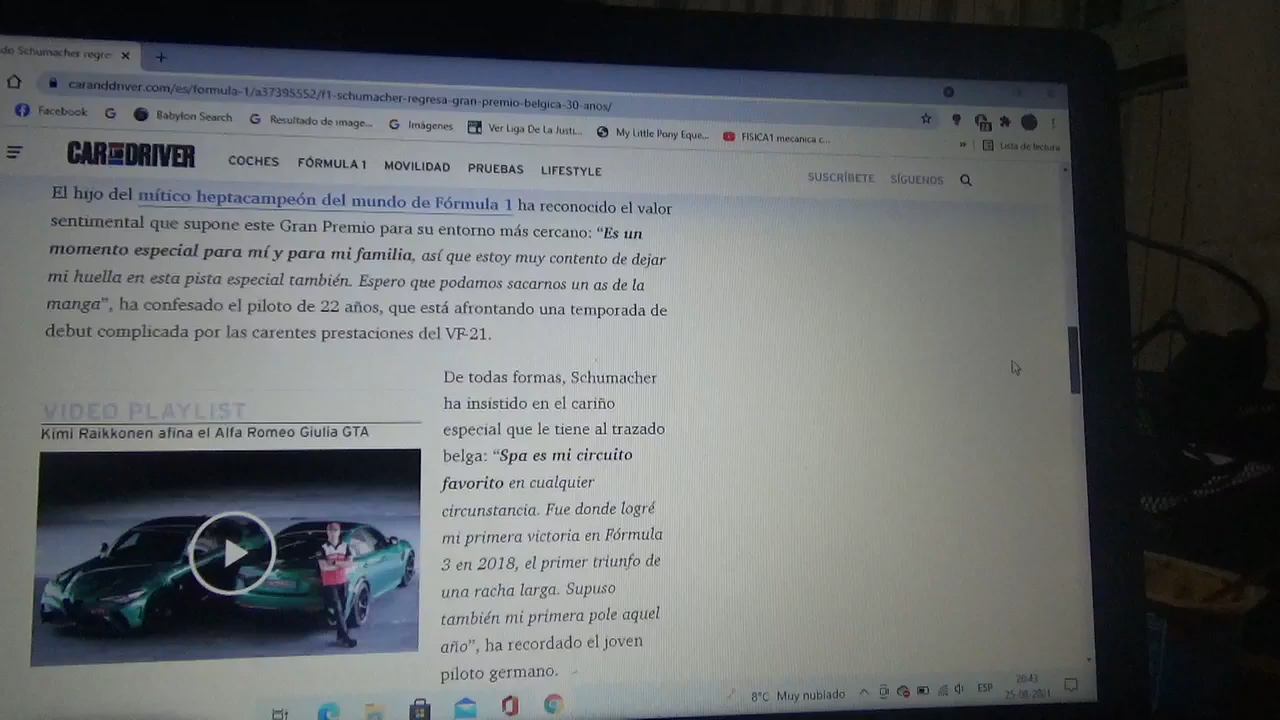 do Schumacher regre
caranddriver.com/es/formula-1/a37395552/f1-schumacher-regresa-gran-premio-belgica-30-anos/
Facebook Babylon Search Resultado de image... Imágenes Ver Liga De La Justi... My Little Pony Eque... FISICA1 mecanica c...
» Lista de lectura
CAR AND DRIVER COCHES FÓRMULA 1 MOVILIDAD PRUEBAS LIFESTYLE SUSCRÍBETE SÍGUENOS
El hijo del mítico heptacampeón del mundo de Fórmula 1 ha reconocido el valor
sentimental que supone este Gran Premio para su entorno más cercano: “Es un
momento especial para mí y para mi familia, así que estoy muy contento de dejar
mi huella en esta pista especial también. Espero que podamos sacarnos un as de la
manga”, ha confesado el piloto de 22 años, que está afrontando una temporada de
debut complicada por las carentes prestaciones del VF-21.
VIDEO PLAYLIST
Kimi Raikkonen afina el Alfa Romeo Giulia GTA
De todas formas, Schumacher
ha insistido en el cariño
especial que le tiene al trazado
belga: “Spa es mi circuito
favorito en cualquier
circunstancia. Fue donde logré
mi primera victoria en Fórmula
3 en 2018, el primer triunfo de
una racha larga. Supuso
también mi primera pole aquel
año”, ha recordado el joven
piloto germano.
8°C Muy nublado ESP 20:43
25-08-2021